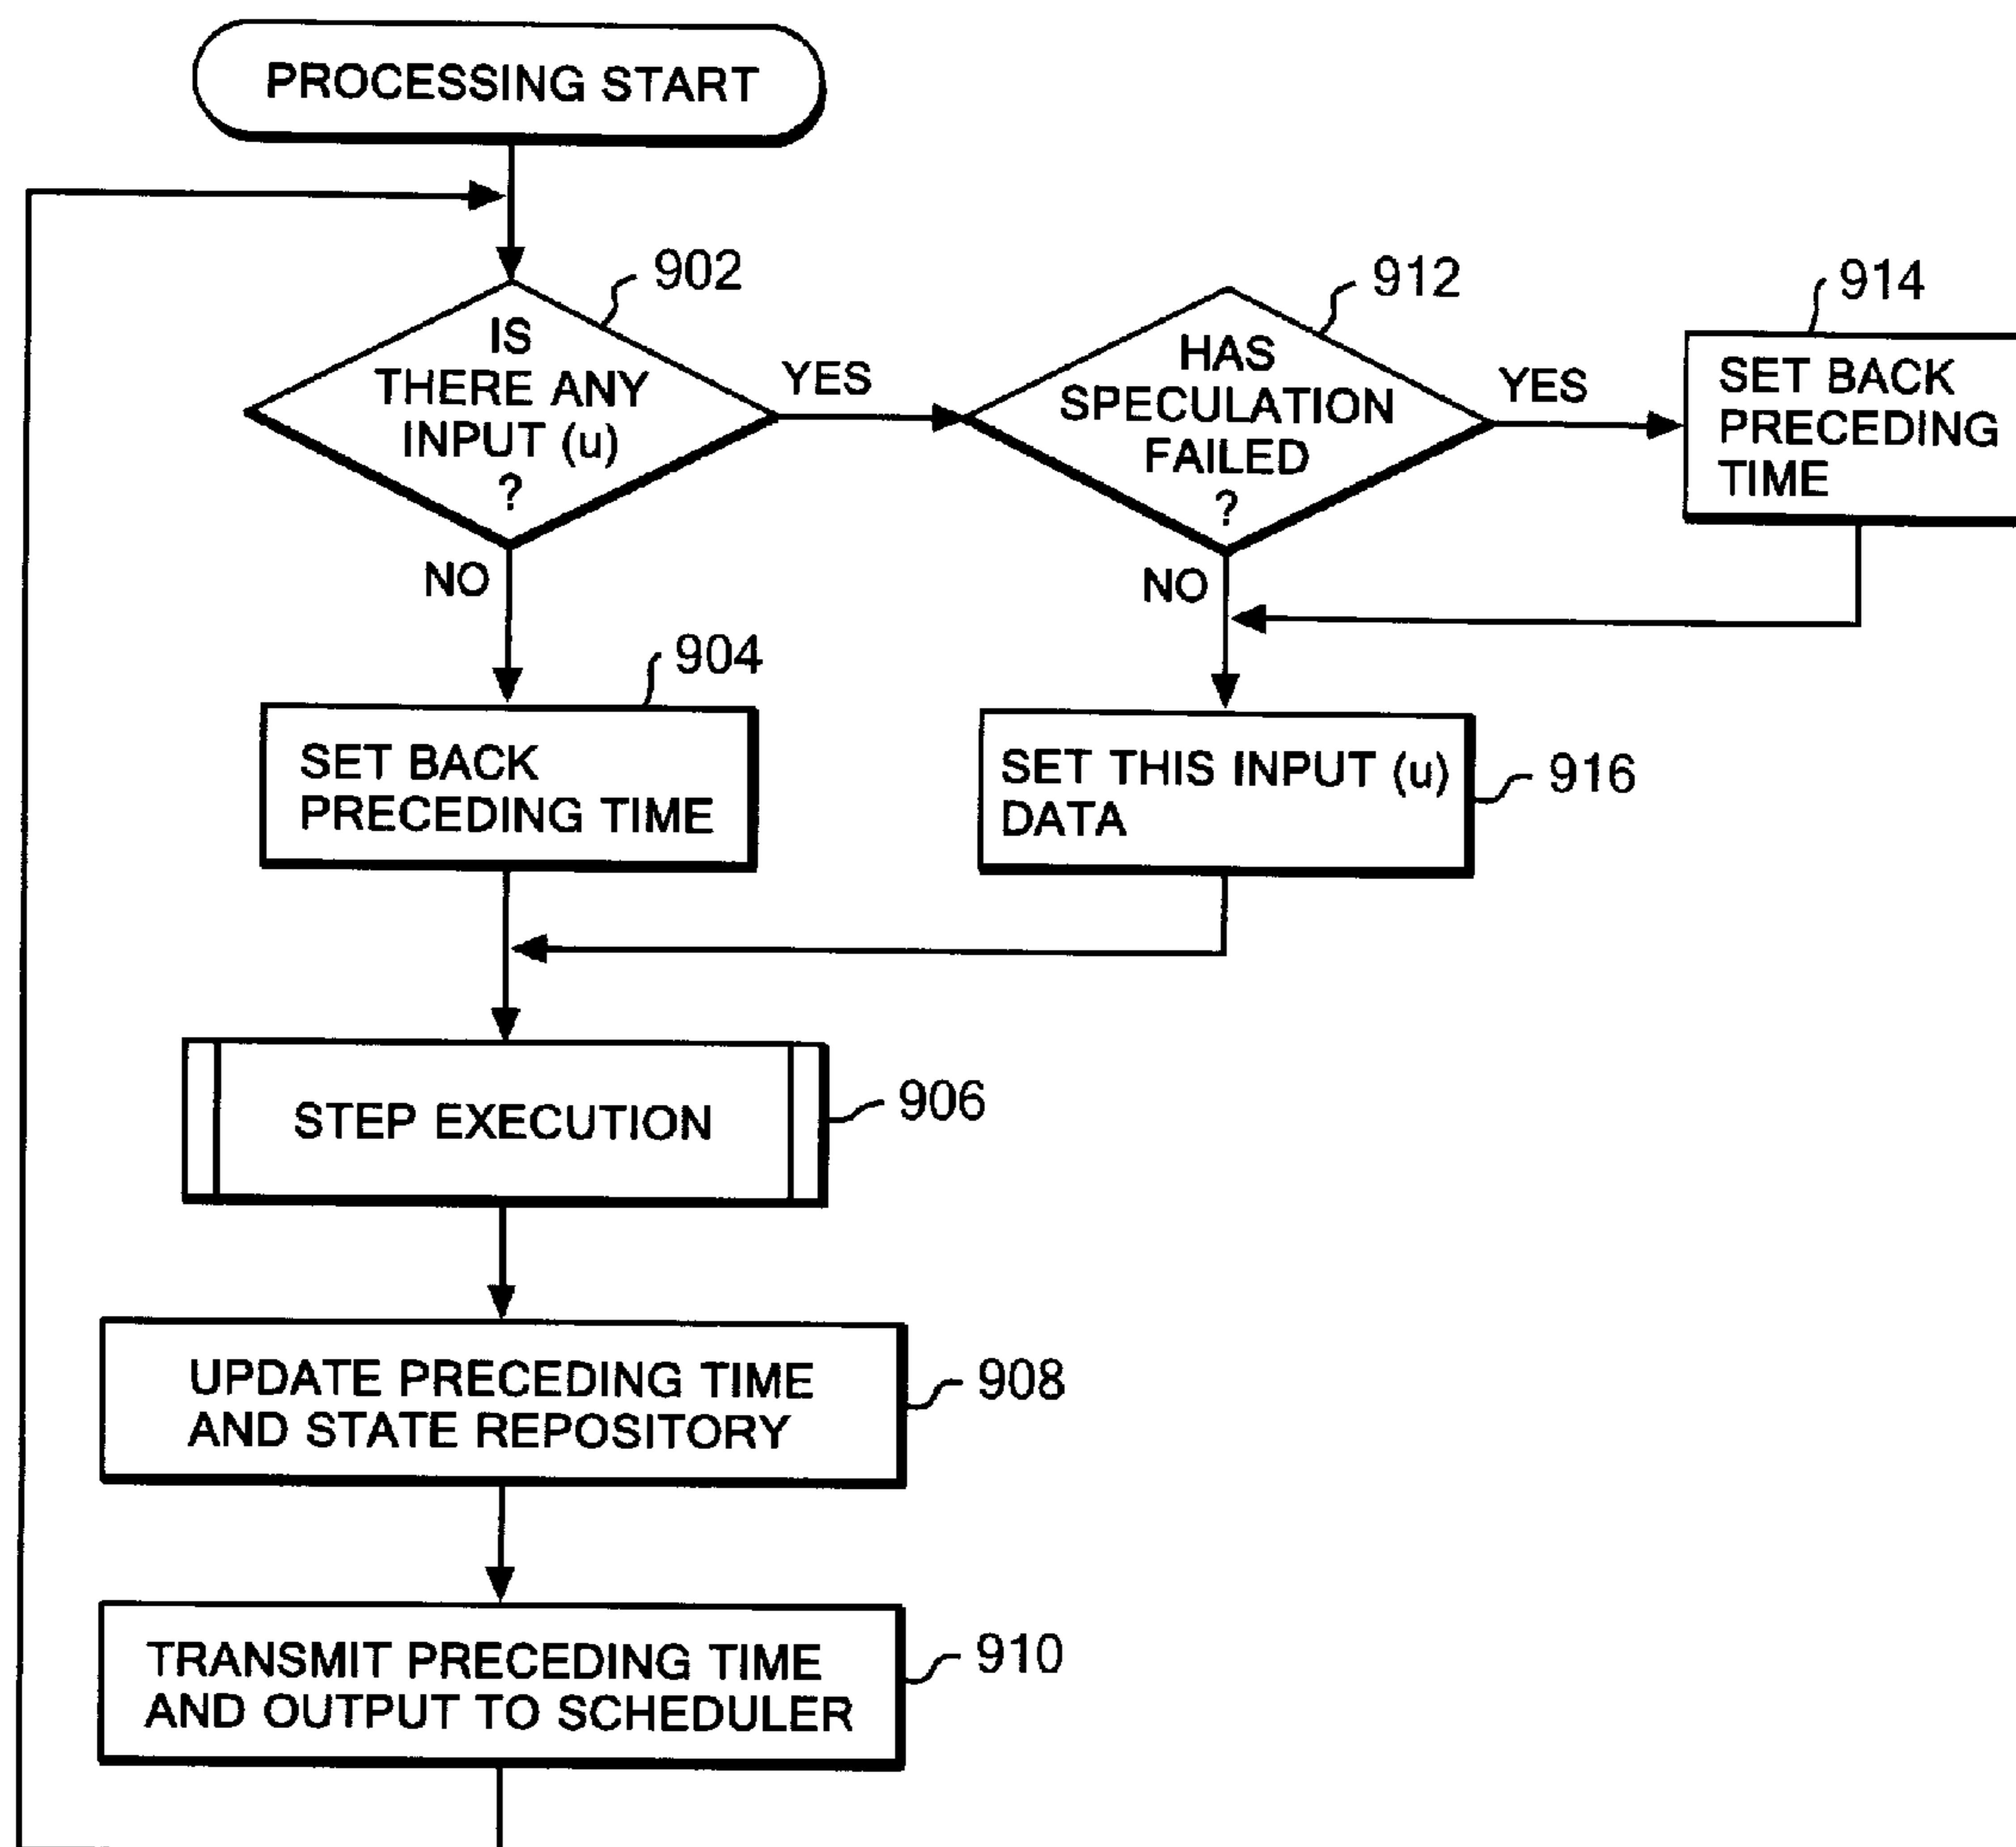 PROCESSING START
902
IS
THERE ANY
INPUT (u)
?
YES
NO
912
HAS
SPECULATION
FAILED
?
YES
NO
914
SET BACK
PRECEDING
TIME
904
SET BACK
PRECEDING TIME
SET THIS INPUT (u)
DATA
916
STEP EXECUTION
906
UPDATE PRECEDING TIME
AND STATE REPOSITORY
908
TRANSMIT PRECEDING TIME
AND OUTPUT TO SCHEDULER
910